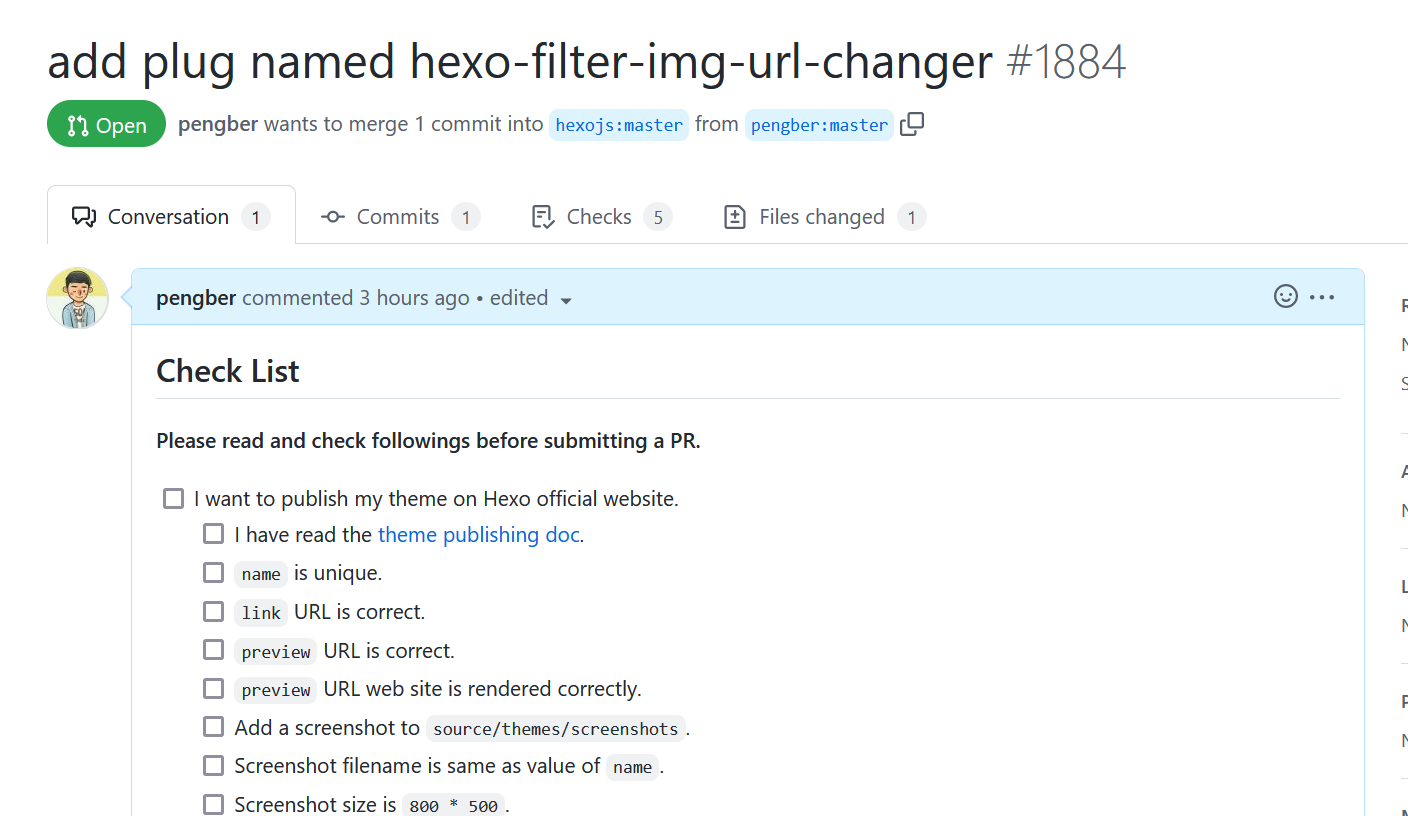 add plug named hexo-filter-img-url-changer #1884
Open pengber wants to merge 1 commit into hexojs:master from pengber:master
Conversation 1 Commits 1 Checks 5 Files changed 1
pengber commented 3 hours ago • edited
Check List
Please read and check followings before submitting a PR.
I want to publish my theme on Hexo official website.
I have read the theme publishing doc.
name is unique.
link URL is correct.
preview URL is correct.
preview URL web site is rendered correctly.
Add a screenshot to source/themes/screenshots.
Screenshot filename is same as value of name.
Screenshot size is 800 * 500.